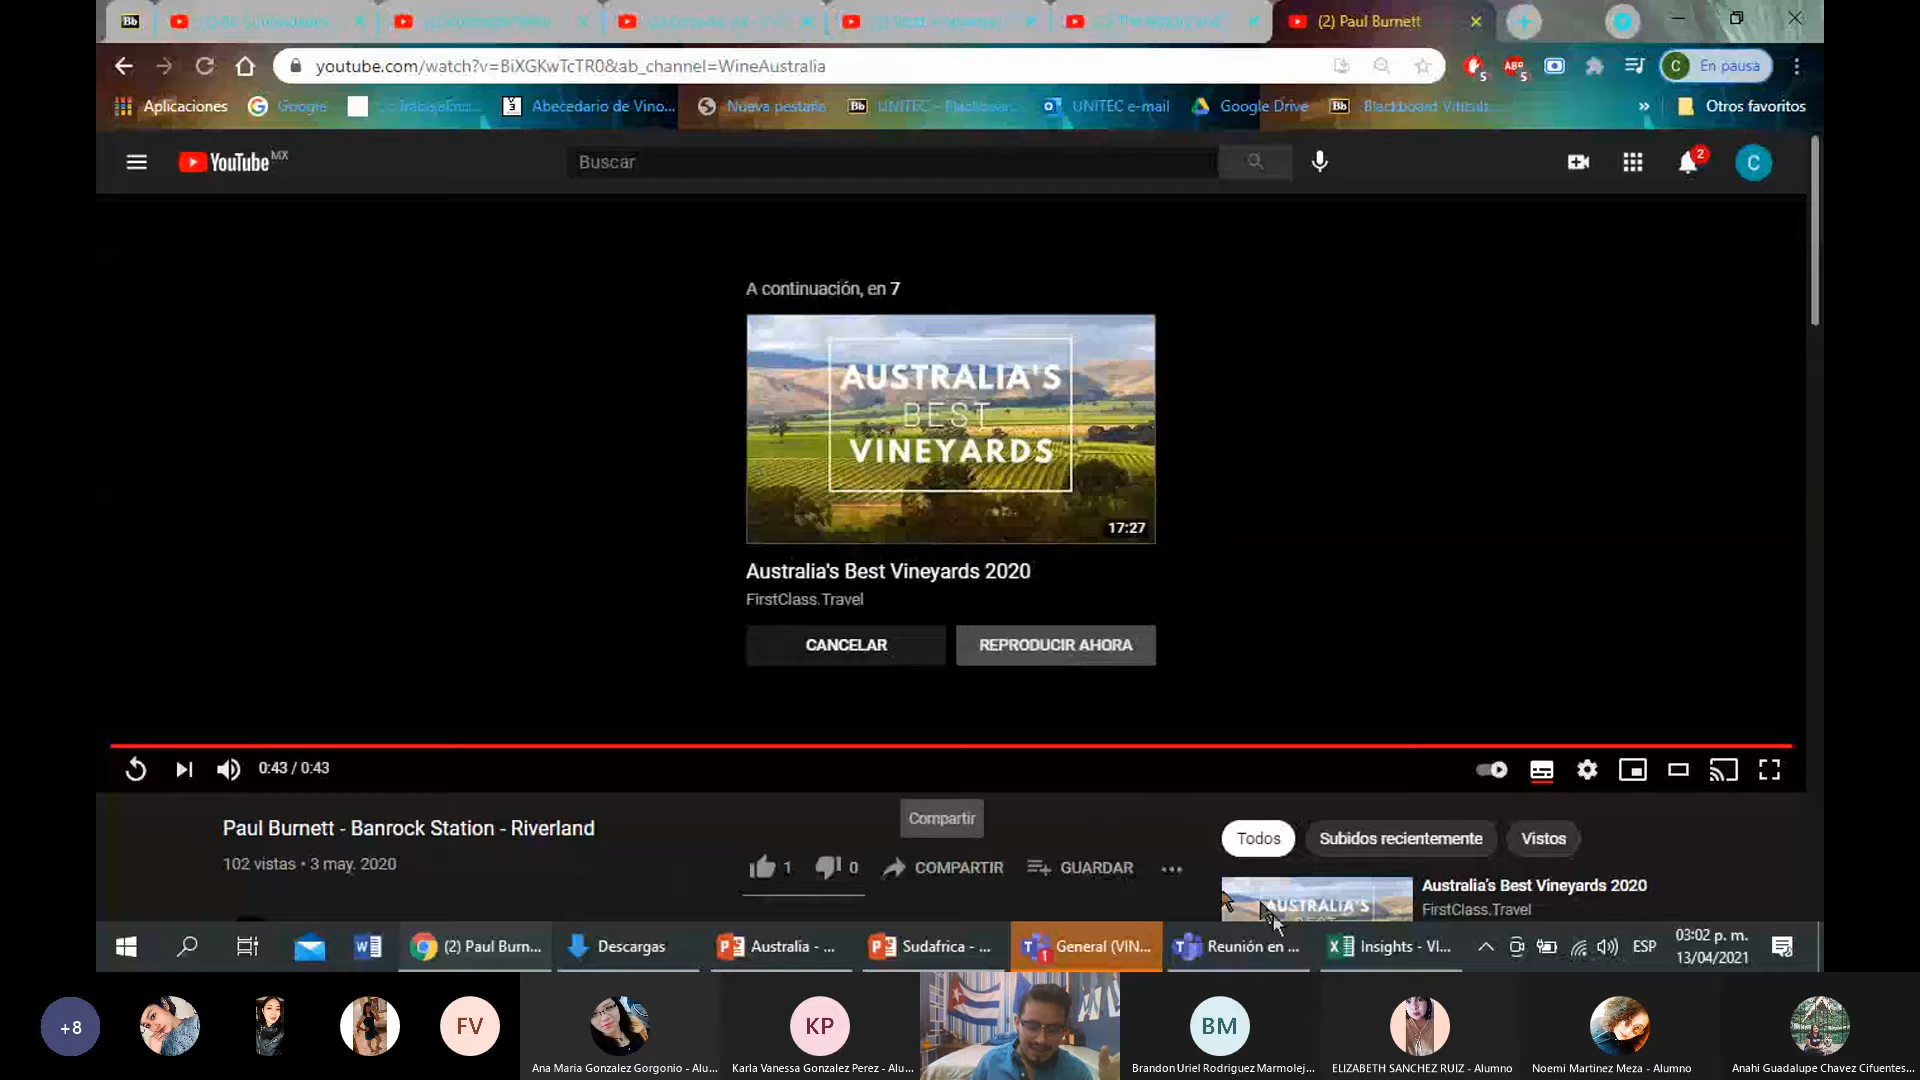 (2) Paul Burnett
youtube.com/watch?v=BiXGKwTcTR0&ab_channel=WineAustralia
En pausa
Aplicaciones
Google
Abecedario de Vino...
Nueva pestaña
UNITEC - Blackboar...
UNITEC e-mail
Google Drive
Blackboard Viticult...
»
Otros favoritos
YouTube MX
Buscar
2
C
A continuación, en 7
AUSTRALIA'S
BEST
VINEYARDS
17:27
Australia's Best Vineyards 2020
FirstClass.Travel
CANCELAR
REPRODUCIR AHORA
0:43 / 0:43
Compartir
Paul Burnett - Banrock Station - Riverland
102 vistas • 3 may. 2020
1
0
COMPARTIR
GUARDAR
Todos
Subidos recientemente
Vistos
AUSTRALIA'S
BEST
Australia's Best Vineyards 2020
FirstClass.Travel
(2) Paul Burn...
Descargas
Australia - ...
Sudafrica - ...
General (VIN...
Reunión en ...
Insights - VI...
ESP
03:02 p. m.
13/04/2021
+8
FV
KP
BM
Ana Maria Gonzalez Gorgonio - Alu...
Karla Vanessa Gonzalez Perez - Alu...
Brandon Uriel Rodriguez Marmolej...
ELIZABETH SANCHEZ RUIZ - Alumno
Noemi Martinez Meza - Alumno
Anahi Guadalupe Chavez Cifuentes...